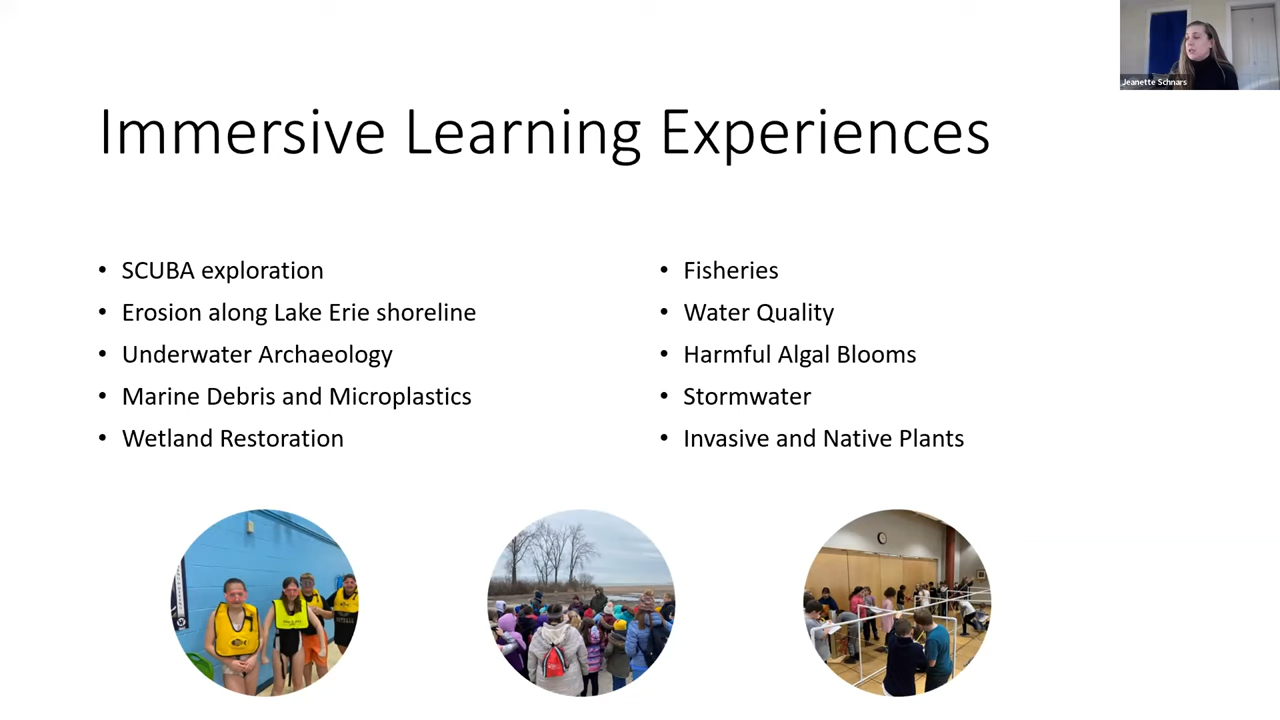 Jeanette Schnars
Immersive Learning Experiences
• SCUBA exploration
• Erosion along Lake Erie shoreline
• Underwater Archaeology
• Marine Debris and Microplastics
• Wetland Restoration
• Fisheries
• Water Quality
• Harmful Algal Blooms
• Stormwater
• Invasive and Native Plants